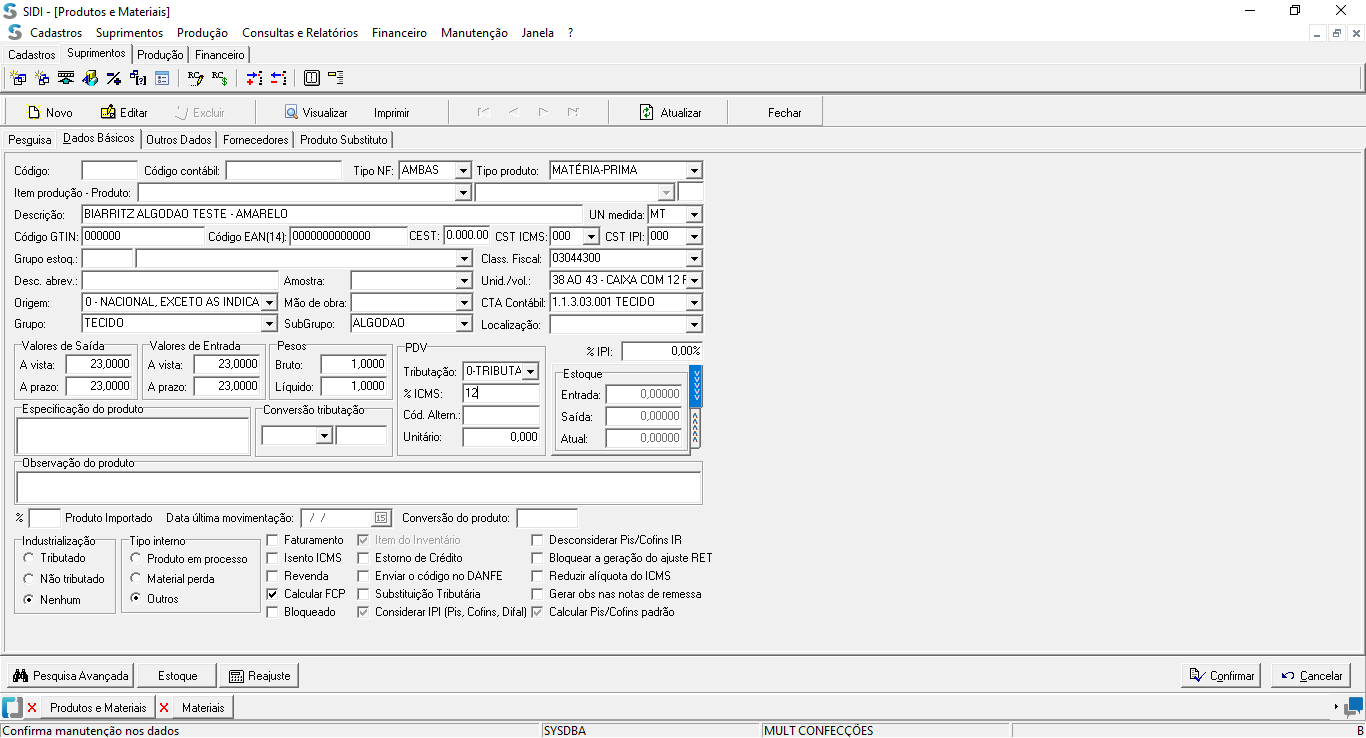 SIDI - [Produtos e Materiais]
Cadastros Suprimentos Produção Consultas e Relatórios Financeiro Manutenção Janela ?
Cadastros Suprimentos Produção Financeiro
Novo Editar Excluir Visualizar Imprimir Atualizar Fechar
Pesquisa Dados Básicos Outros Dados Fornecedores Produto Substituto
Código: Código contábil: Tipo NF: AMBAS Tipo produto: MATÉRIA-PRIMA
Item produção - Produto:
Descrição: BIARRITZ ALGODAO TESTE - AMARELO UN medida: MT
Código GTIN: 000000 Código EAN(14): 0000000000000 CEST: 0.000.00 CST ICMS: 000 CST IPI: 000
Grupo estoq.: Class. Fiscal: 03044300
Desc. abrev.: Amostra: Unid./vol.: 38 AO 43 - CAIXA COM 12 F
Origem: 0 - NACIONAL, EXCETO AS INDICA Mão de obra: CTA Contábil: 1.1.3.03.001 TECIDO
Grupo: TECIDO SubGrupo: ALGODAO Localização:
Valores de Saída Valores de Entrada Pesos PDV % IPI: 0,00%
A vista: 23,0000 A vista: 23,0000 Bruto: 1,0000 Tributação: 0-TRIBUTA Estoque
A prazo: 23,0000 A prazo: 23,0000 Líquido: 1,0000 % ICMS: 12 Entrada: 0,00000
Especificação do produto Conversão tributação Cód. Altern.: Saída: 0,00000
Unitário: 0,000 Atual: 0,00000
Observação do produto
% Produto Importado Data última movimentação: / / 15 Conversão do produto:
Industrialização Tipo interno Faturamento Item do Inventário Desconsiderar Pis/Cofins IR
Tributado Produto em processo Isento ICMS Estorno de Crédito Bloquear a geração do ajuste RET
Não tributado Material perda Revenda Enviar o código no DANFE Reduzir alíquota do ICMS
Nenhum Outros Calcular FCP Substituição Tributária Gerar obs nas notas de remessa
Bloqueado Considerar IPI (Pis, Cofins, Difal) Calcular Pis/Cofins padrão
Pesquisa Avançada Estoque Reajuste Confirmar Cancelar
Produtos e Materiais Materiais
Confirma manutenção nos dados SYSDBA MULT CONFECÇÕES B